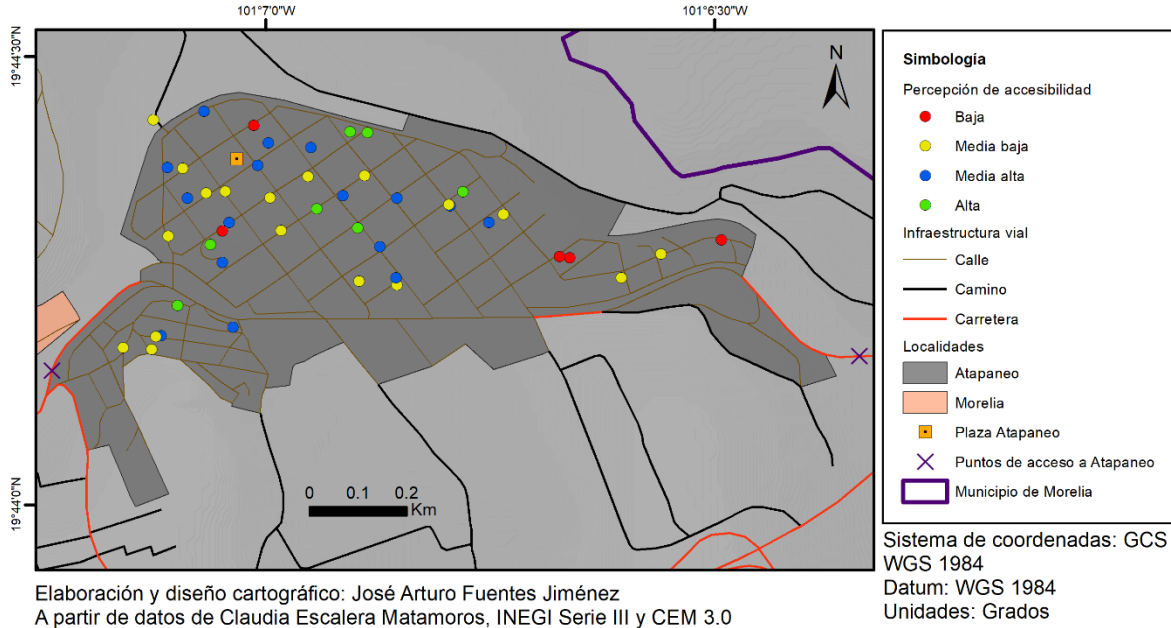 101°7'0"W
101°6'30"W
19°44'30"N
19°44'0"N
N
0 0.1 0.2
Km
Simbología
Percepción de accesibilidad
Baja
Media baja
Media alta
Alta
Infraestructura vial
Calle
Camino
Carretera
Localidades
Atapaneo
Morelia
Plaza Atapaneo
Puntos de acceso a Atapaneo
Municipio de Morelia
Sistema de coordenadas: GCS
WGS 1984
Datum: WGS 1984
Unidades: Grados
Elaboración y diseño cartográfico: José Arturo Fuentes Jiménez
A partir de datos de Claudia Escalera Matamoros, INEGI Serie III y CEM 3.0